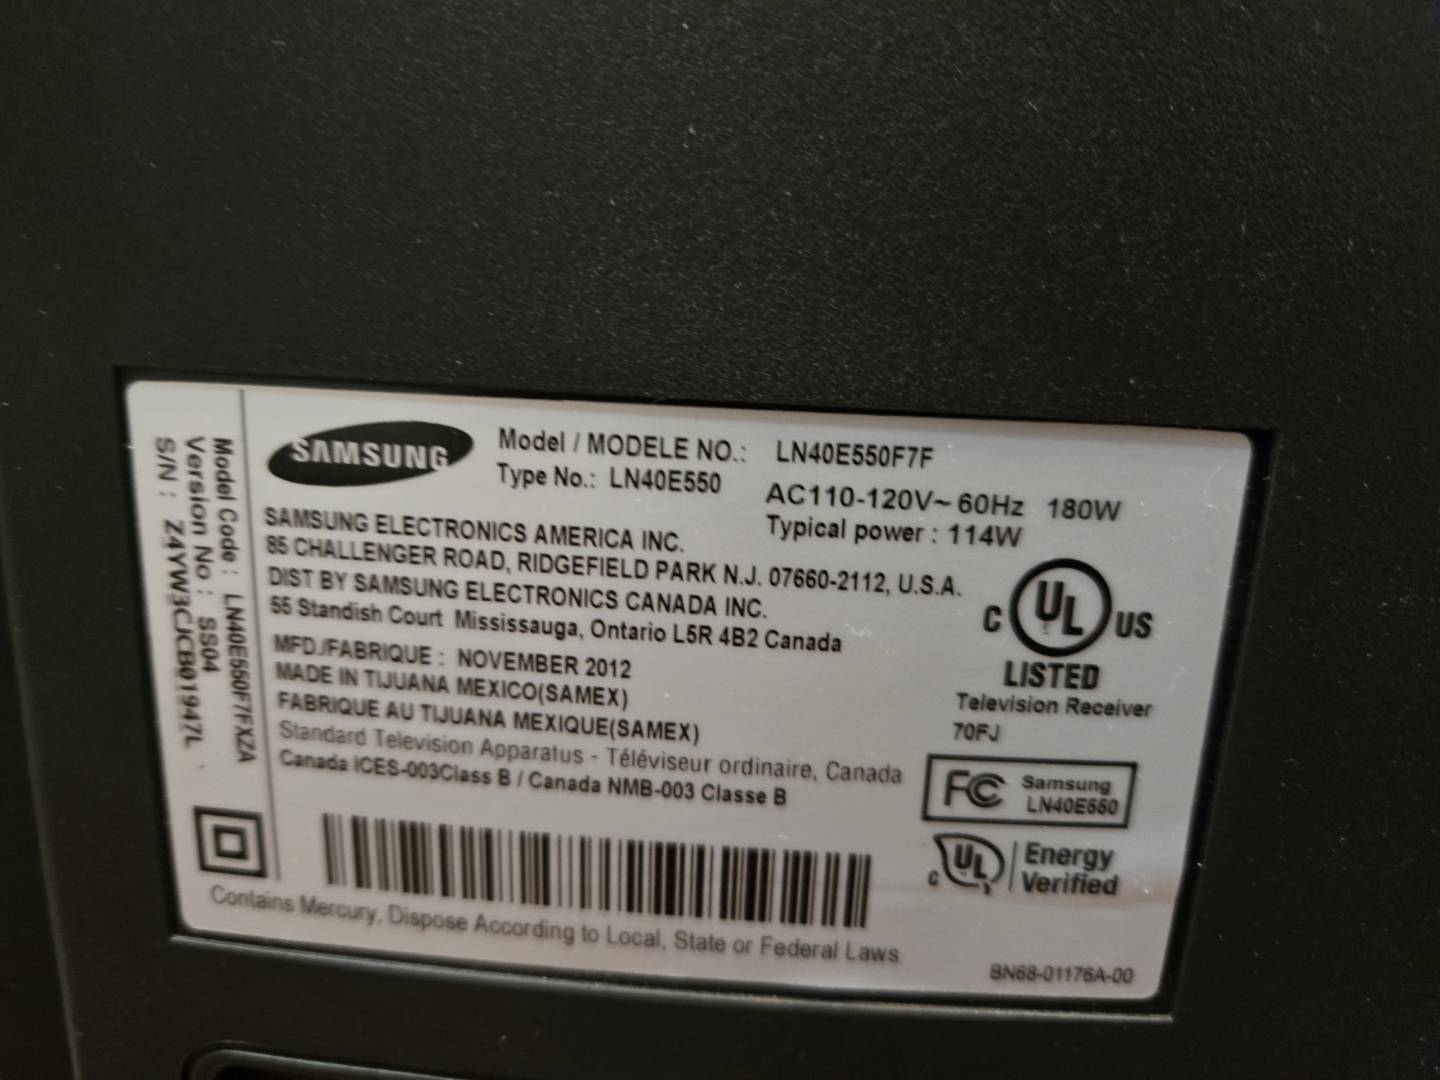 SAMSUNG
Model / MODELE NO.: LN40E550F7F
Type No.: LN40E550
AC110-120V~ 60Hz 180W
Typical power : 114W
SAMSUNG ELECTRONICS AMERICA INC.
85 CHALLENGER ROAD, RIDGEFIELD PARK N.J. 07660-2112, U.S.A.
DIST BY SAMSUNG ELECTRONICS CANADA INC.
55 Standish Court Mississauga, Ontario L5R 4B2 Canada
MFD./FABRIQUE : NOVEMBER 2012
MADE IN TIJUANA MEXICO(SAMEX)
FABRIQUE AU TIJUANA MEXIQUE(SAMEX)
Standard Television Apparatus - Téléviseur ordinaire, Canada
Canada ICES-003Class B / Canada NMB-003 Classe B
C UL US
LISTED
Television Receiver
70FJ
FC Samsung
LN40E550
C UL Energy
Verified
Model Code : LN40E550F7FXZA
Version No : SS04
S/N : Z4YW3CJCB01947L
Contains Mercury, Dispose According to Local, State or Federal Laws
BN68-01176A-00